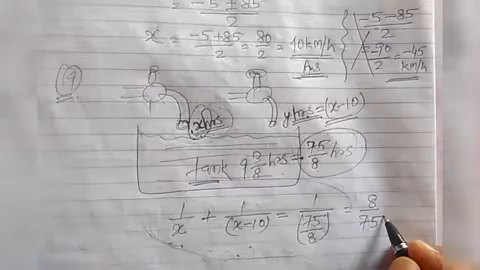 -5±85
2
x = -5+85/2 = 80/2 = 40km/h
Ans
-5-85
2
-90/2 = -45
km/h
19
x hrs
y hrs = (x-10)
tank 9 3/8 hrs = 75/8 hrs
1/x + 1/(x-10) = 1/(75/8) = 8/75